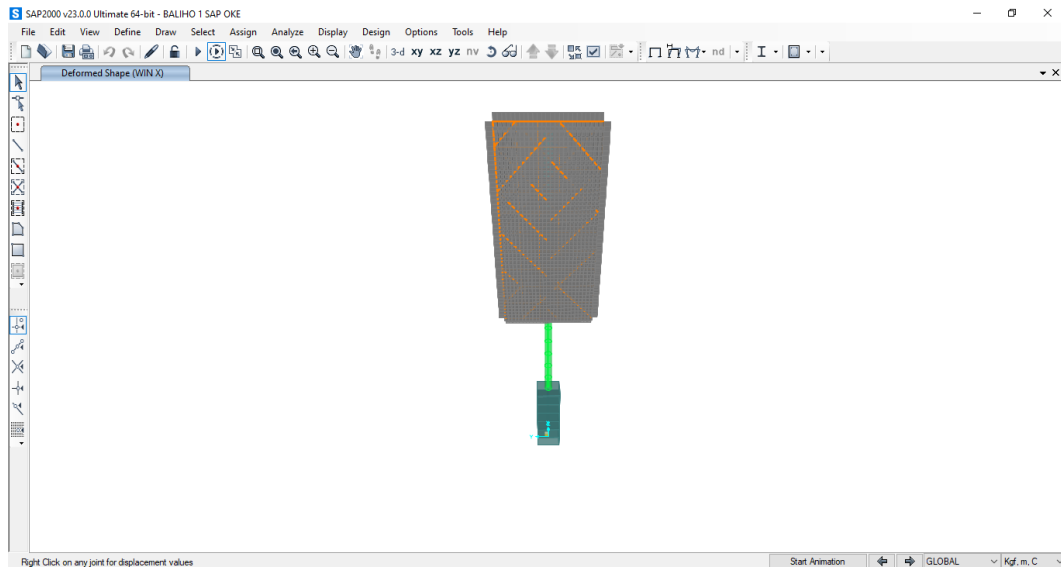 SAP2000 v23.0.0 Ultimate 64-bit - BALIHO 1 SAP OKE
File Edit View Define Draw Select Assign Analyze Display Design Options Tools Help
3-d xy xz yz nv nd
Deformed Shape (WIN X)
Right Click on any joint for displacement values
Start Animation
GLOBAL
Kgf, m, C